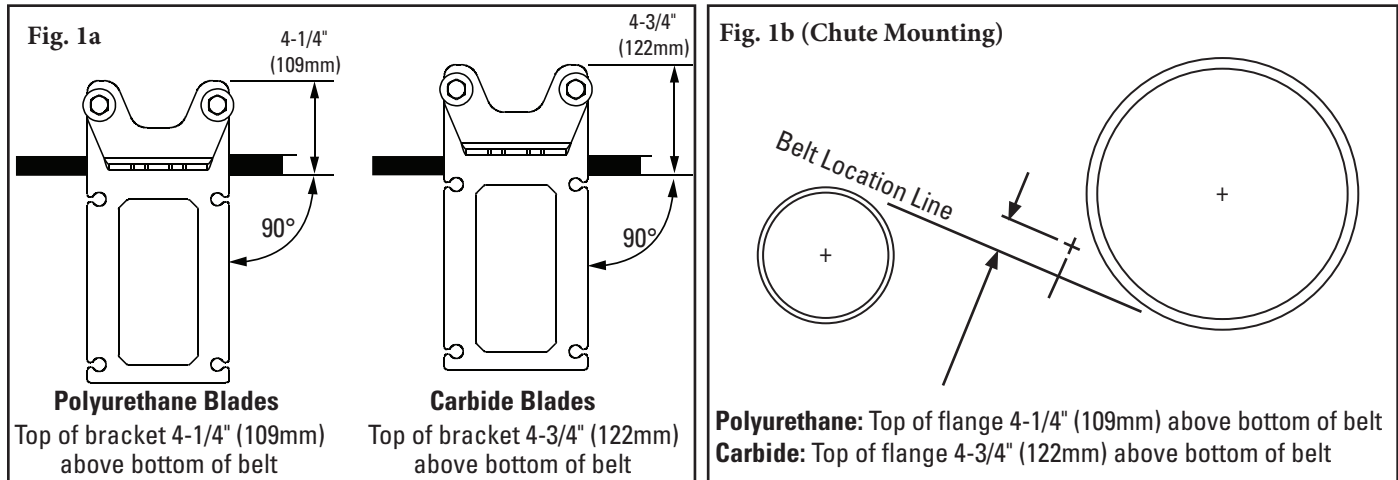 Fig. 1a
4-1/4"
(109mm)
90°
Polyurethane Blades
Top of bracket 4-1/4" (109mm)
above bottom of belt
4-3/4"
(122mm)
90°
Carbide Blades
Top of bracket 4-3/4" (122mm)
above bottom of belt
Fig. 1b (Chute Mounting)
Belt Location Line
Polyurethane: Top of flange 4-1/4" (109mm) above bottom of belt
Carbide: Top of flange 4-3/4" (122mm) above bottom of belt